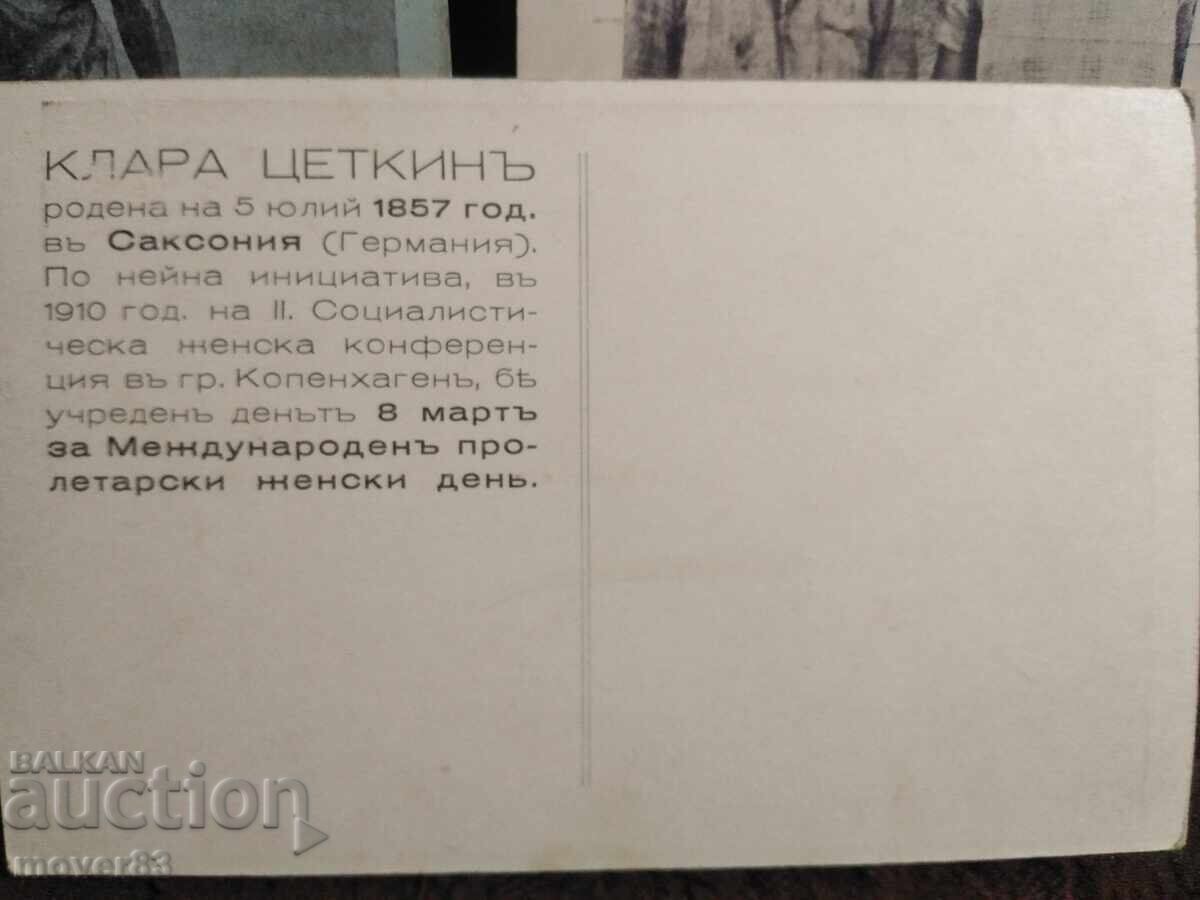 КЛАРА ЦЕТКИНЪ
родена на 5 юлий 1857 год.
въ Саксония (Германия).
По нейна инициатива, въ
1910 год. на II. Социалисти-
ческа женска конферен-
ция въ гр. Копенхагенъ, бѣ
учреденъ деньтъ 8 мартъ
за Международенъ про-
летарски женски день.
BALKAN
auction
mover83